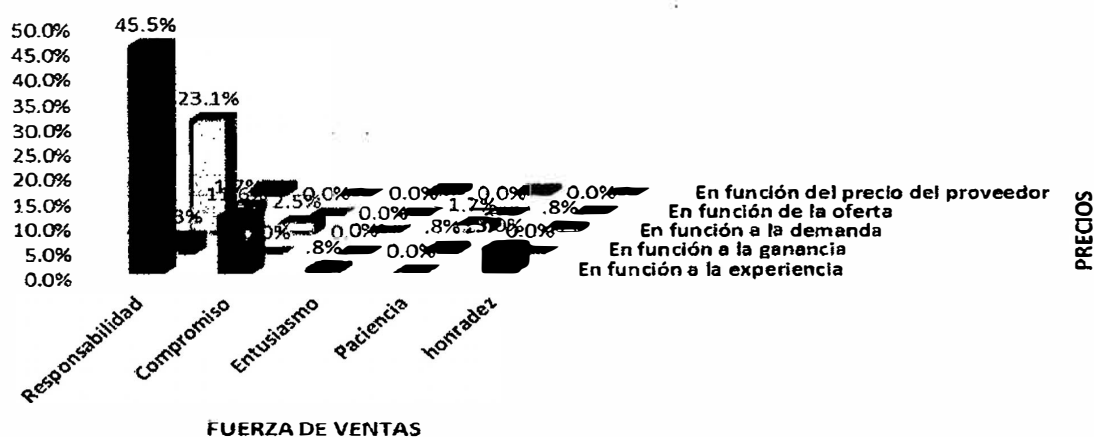 50.0%
45.0%
40.0%
35.0%
30.0%
25.0%
20.0%
15.0%
10.0%
5.0%
0.0%
45.5%
23.1%
2.5%
0.0%
0.0%
0.0%
0.0%
0.0%
.8%
.8%
0.0%
0.0%
.8%
0.0%
En función del precio del proveedor
En función de la oferta
En función a la demanda
En función a la ganancia
En función a la experiencia
PRECIOS
Responsabilidad
Compromiso
Entusiasmo
Paciencia
honradez
FUERZA DE VENTAS